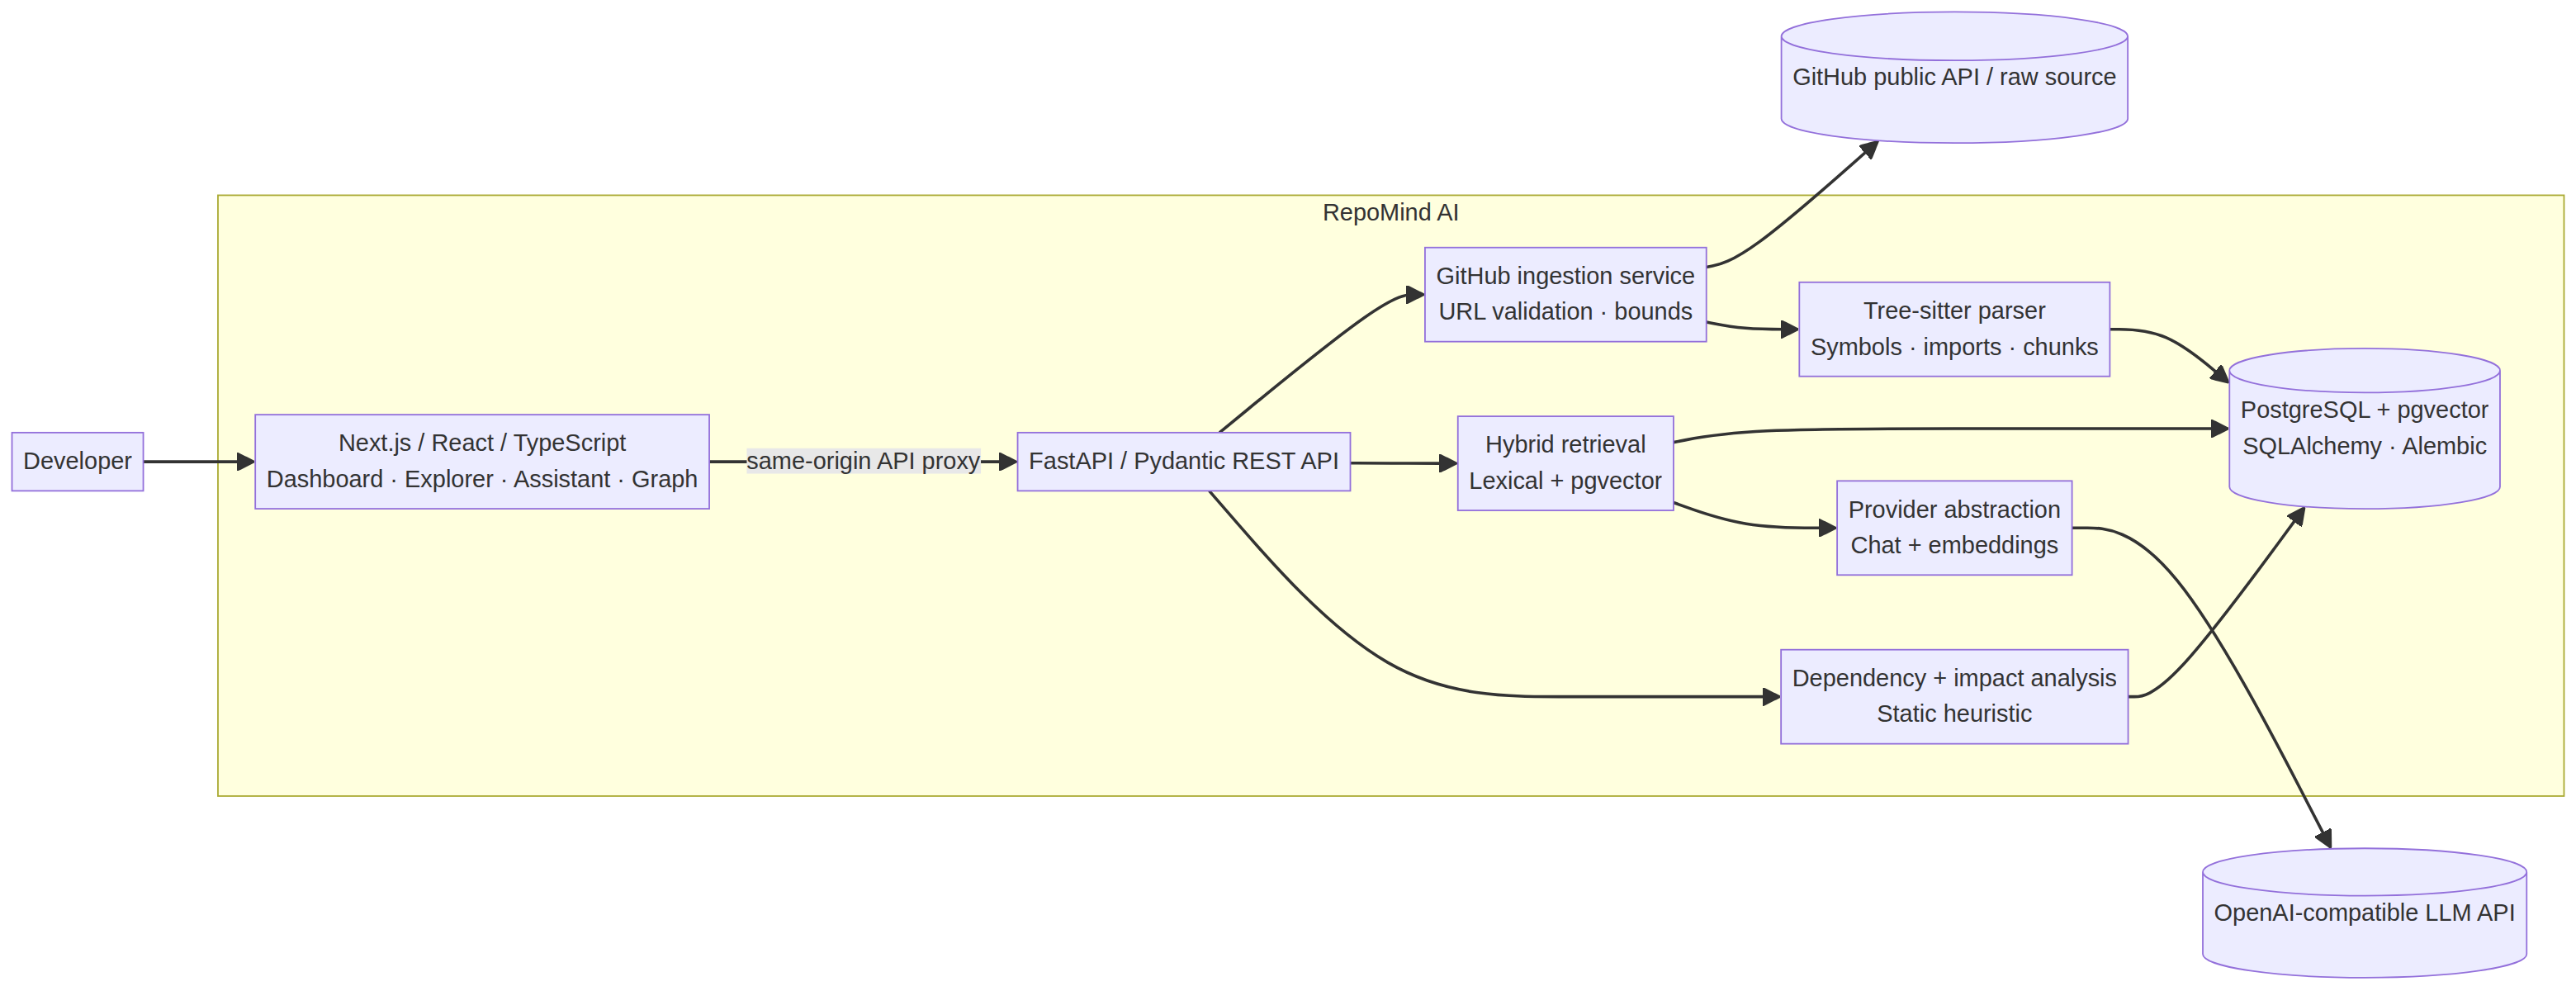 GitHub public API / raw source
RepoMind AI
GitHub ingestion service
URL validation · bounds
Tree-sitter parser
Symbols · imports · chunks
PostgreSQL + pgvector
SQLAlchemy · Alembic
Developer
Next.js / React / TypeScript
Dashboard · Explorer · Assistant · Graph
same-origin API proxy
FastAPI / Pydantic REST API
Hybrid retrieval
Lexical + pgvector
Provider abstraction
Chat + embeddings
Dependency + impact analysis
Static heuristic
OpenAI-compatible LLM API